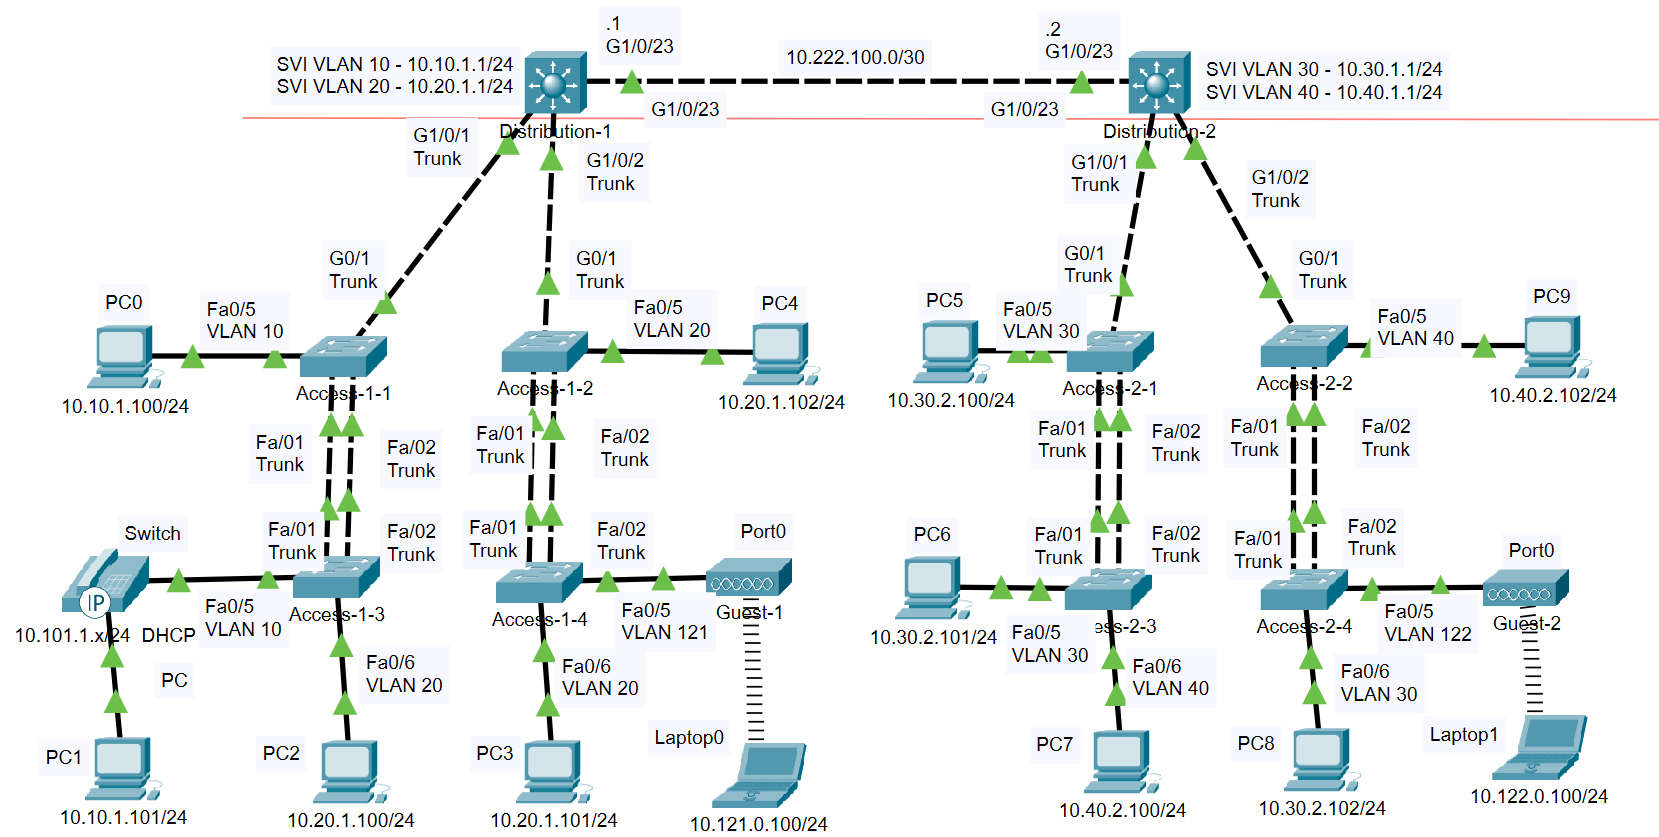 .1
G1/0/23
10.222.100.0/30
.2
G1/0/23
SVI VLAN 10 - 10.10.1.1/24
SVI VLAN 20 - 10.20.1.1/24
SVI VLAN 30 - 10.30.1.1/24
SVI VLAN 40 - 10.40.1.1/24
G1/0/23
G1/0/23
Distribution-1
Distribution-2
G1/0/1
Trunk
G1/0/2
Trunk
G1/0/1
Trunk
G1/0/2
Trunk
G0/1
Trunk
G0/1
Trunk
G0/1
Trunk
G0/1
Trunk
PC0
Fa0/5
VLAN 10
Fa0/5
VLAN 20
PC4
PC5
Fa0/5
VLAN 30
Fa0/5
VLAN 40
PC9
Access-1-1
Access-1-2
Access-2-1
Access-2-2
10.10.1.100/24
10.20.1.102/24
10.30.2.100/24
10.40.2.102/24
Fa/01
Trunk
Fa/02
Trunk
Fa/01
Trunk
Fa/02
Trunk
Fa/01
Trunk
Fa/02
Trunk
Fa/01
Trunk
Fa/02
Trunk
Switch
Fa/01
Trunk
Fa/02
Trunk
Fa/01
Trunk
Fa/02
Trunk
Port0
PC6
Fa/01
Trunk
Fa/02
Trunk
Fa/01
Trunk
Fa/02
Trunk
Port0
IP
10.101.1.x/24
DHCP
Fa0/5
VLAN 10
Access-1-3
Access-1-4
Fa0/5
VLAN 121
Guest-1
10.30.2.101/24
Fa0/5
VLAN 30
ess-2-3
Access-2-4
Fa0/5
VLAN 122
Guest-2
PC
Fa0/6
VLAN 20
Fa0/6
VLAN 20
Fa0/6
VLAN 40
Fa0/6
VLAN 30
PC1
PC2
PC3
Laptop0
PC7
PC8
Laptop1
10.10.1.101/24
10.20.1.100/24
10.20.1.101/24
10.121.0.100/24
10.40.2.100/24
10.30.2.102/24
10.122.0.100/24